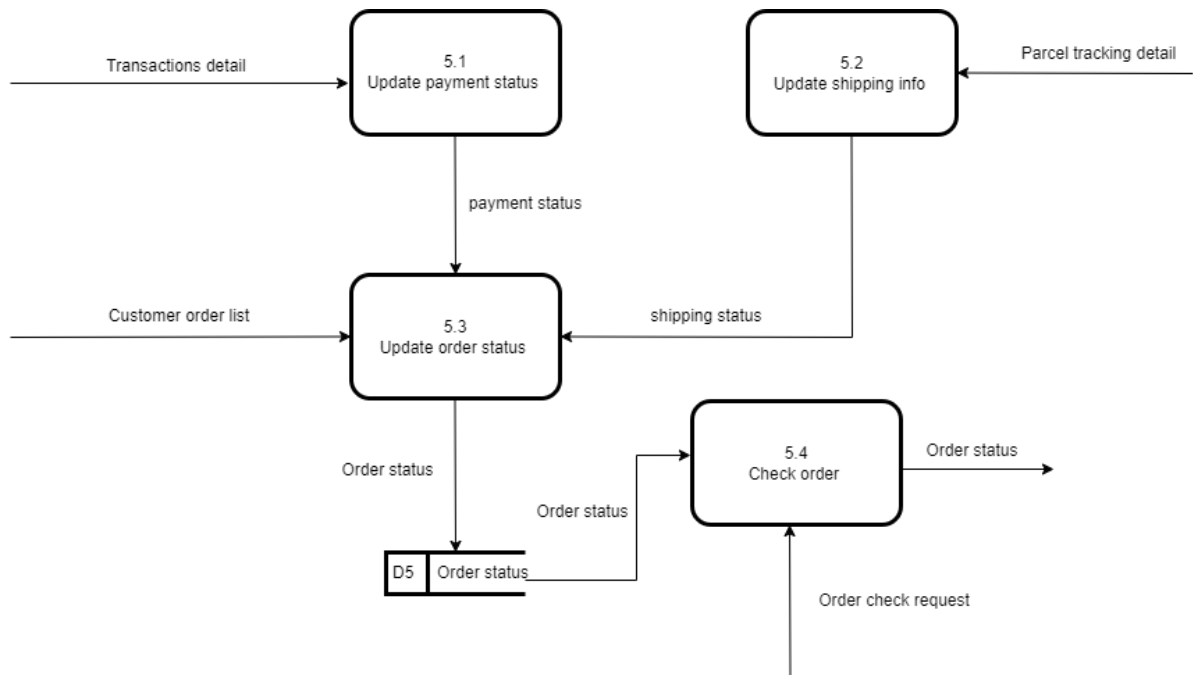 Transactions detail
5.1
Update payment status
5.2
Update shipping info
Parcel tracking detail
payment status
Customer order list
5.3
Update order status
shipping status
Order status
5.4
Check order
Order status
Order status
D5
Order status
Order check request